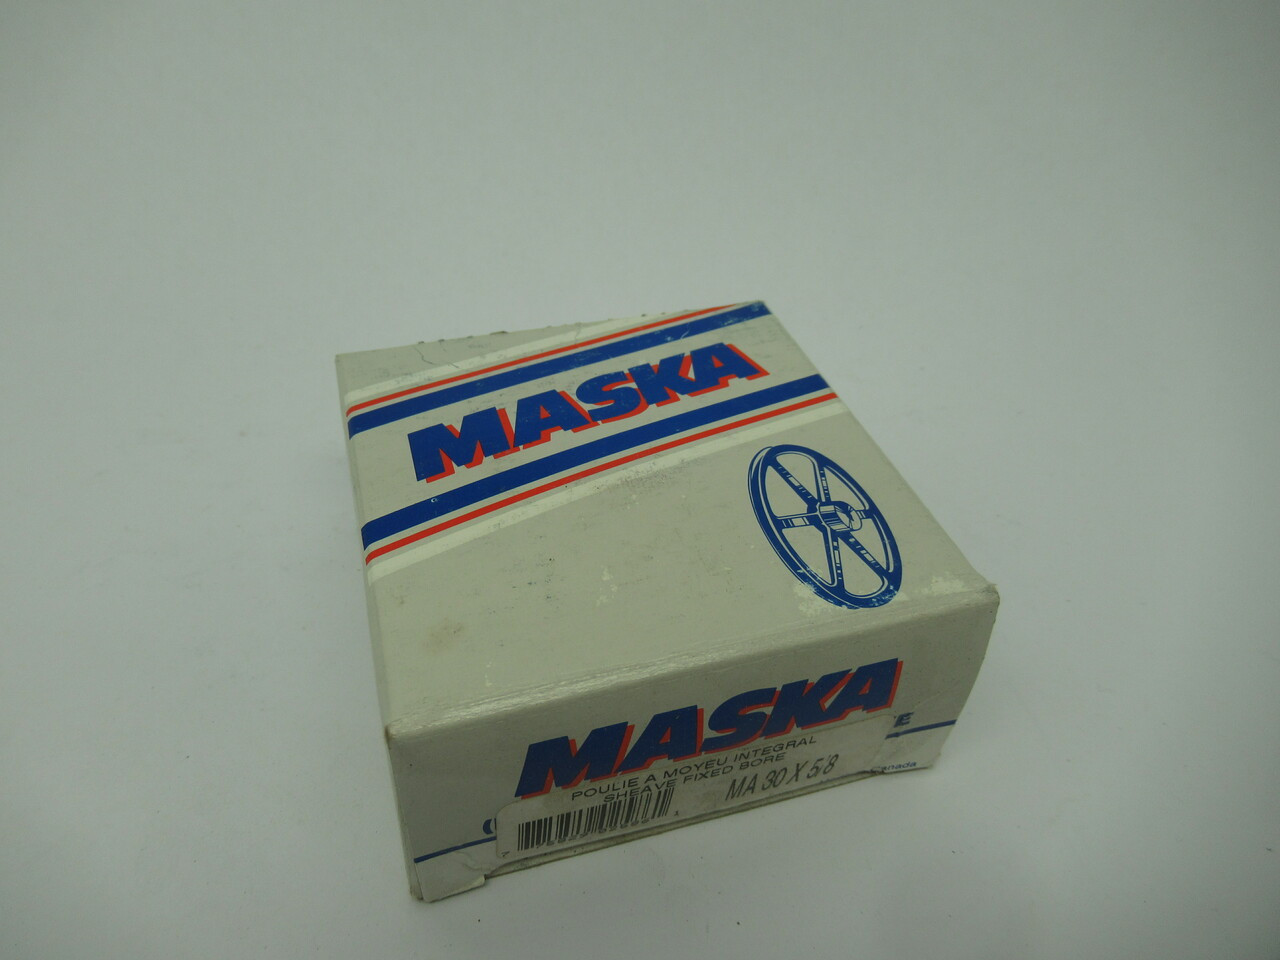 MASKA
MASKA
POULIE A MOYEU INTEGRAL
SHEAVE FIXED BORE
MA 30 X 5/8
Canada